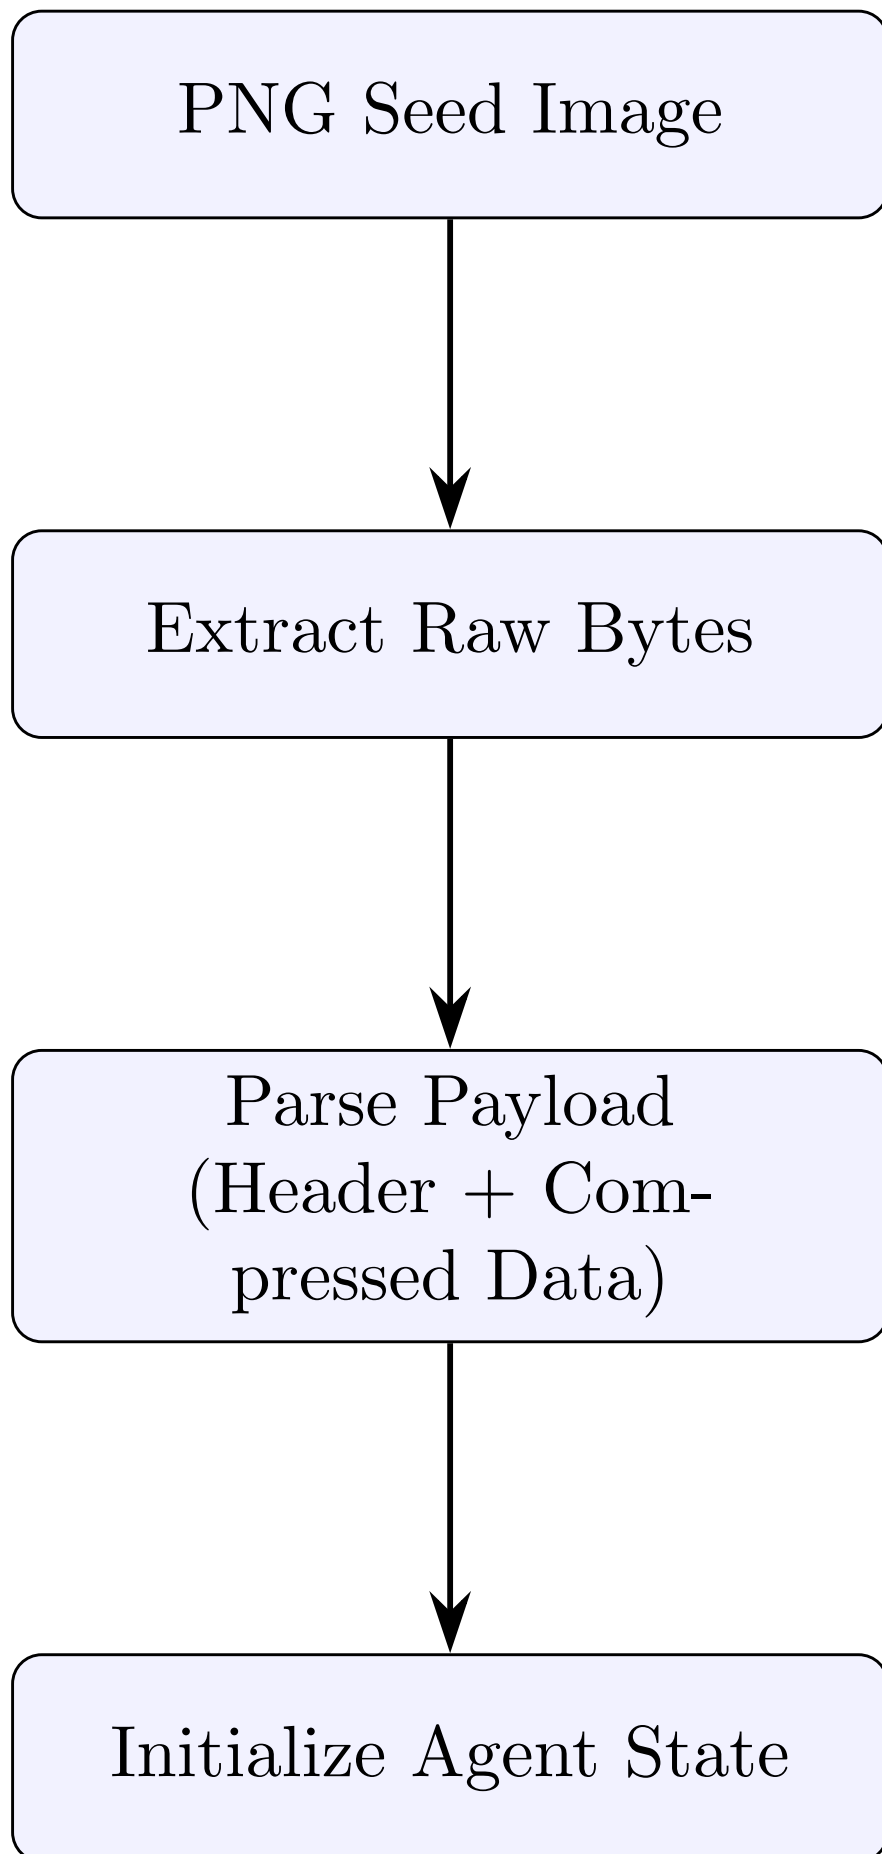 PNG Seed Image
Extract Raw Bytes
Parse Payload
(Header + Com-
pressed Data)
Initialize Agent State